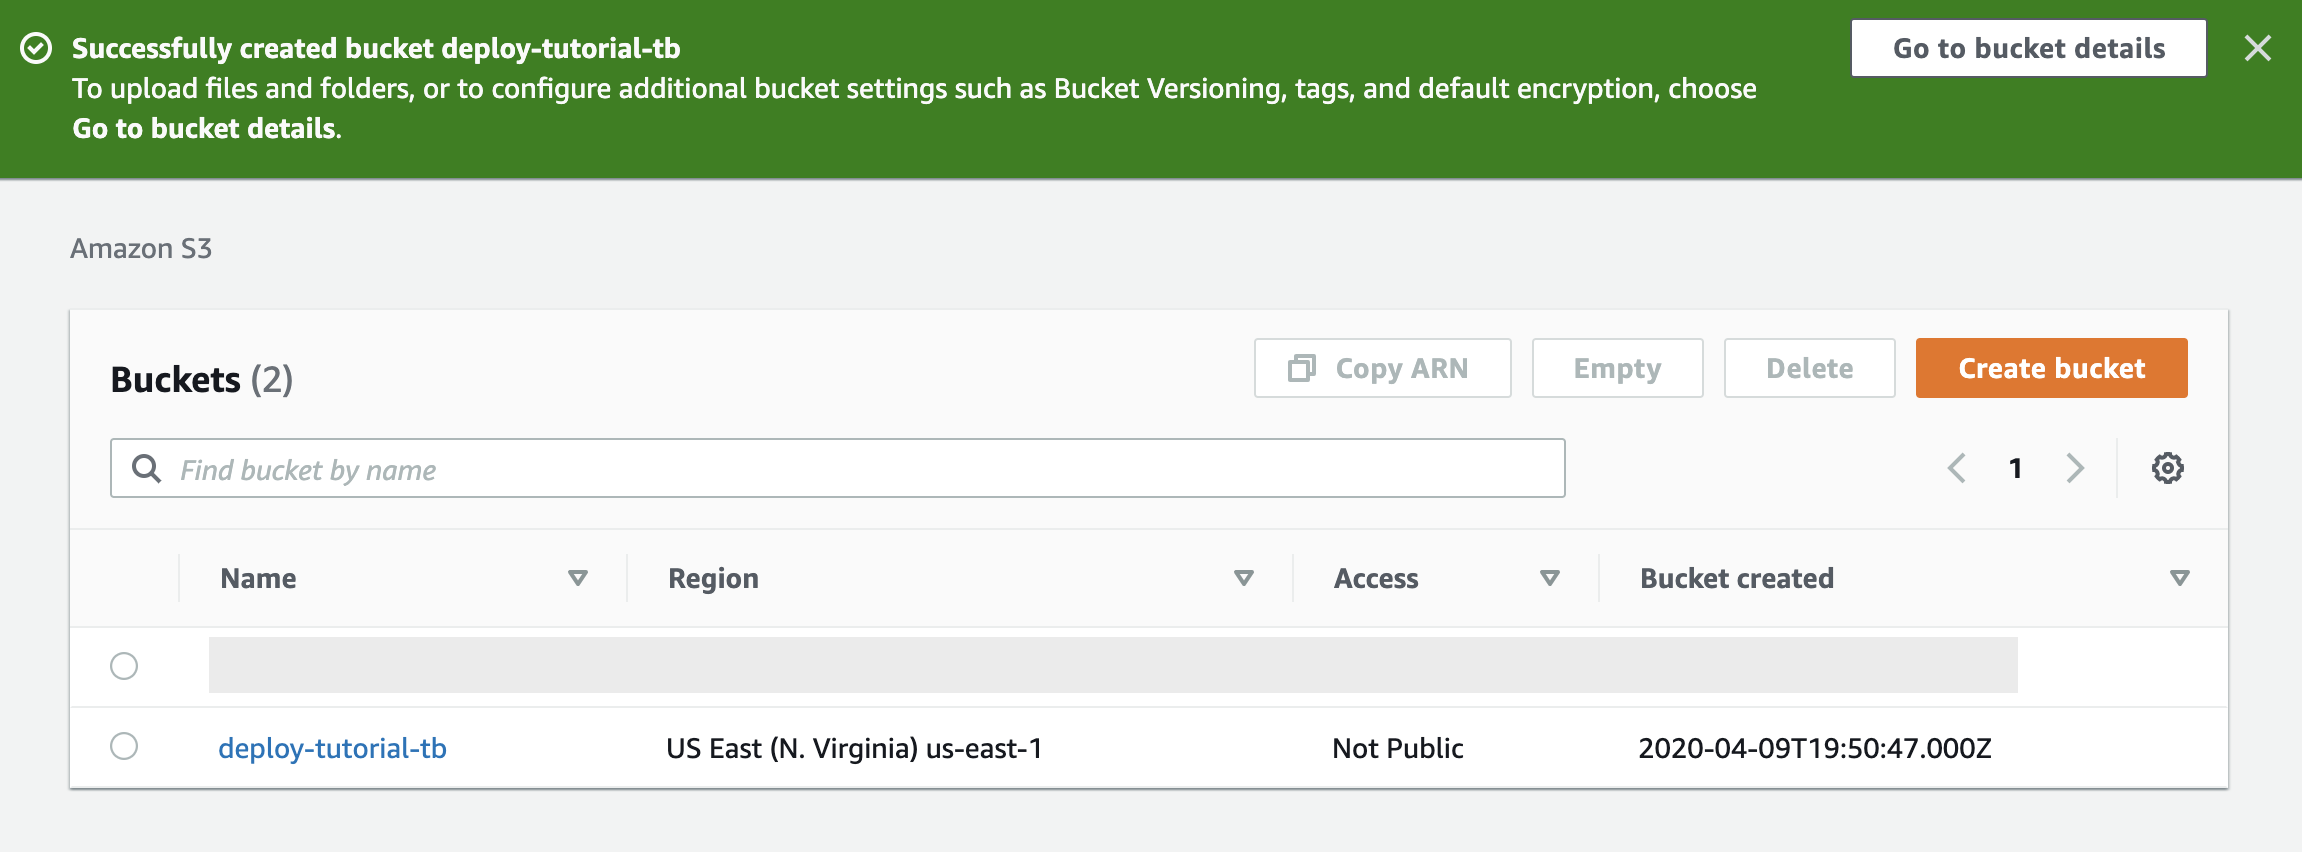 Successfully created bucket deploy-tutorial-tb
Go to bucket details
To upload files and folders, or to configure additional bucket settings such as Bucket Versioning, tags, and default encryption, choose
Go to bucket details.
Amazon S3
Buckets (2)
Copy ARN
Empty
Delete
Create bucket
Find bucket by name
1
Name
Region
Access
Bucket created
deploy-tutorial-tb
US East (N. Virginia) us-east-1
Not Public
2020-04-09T19:50:47.000Z